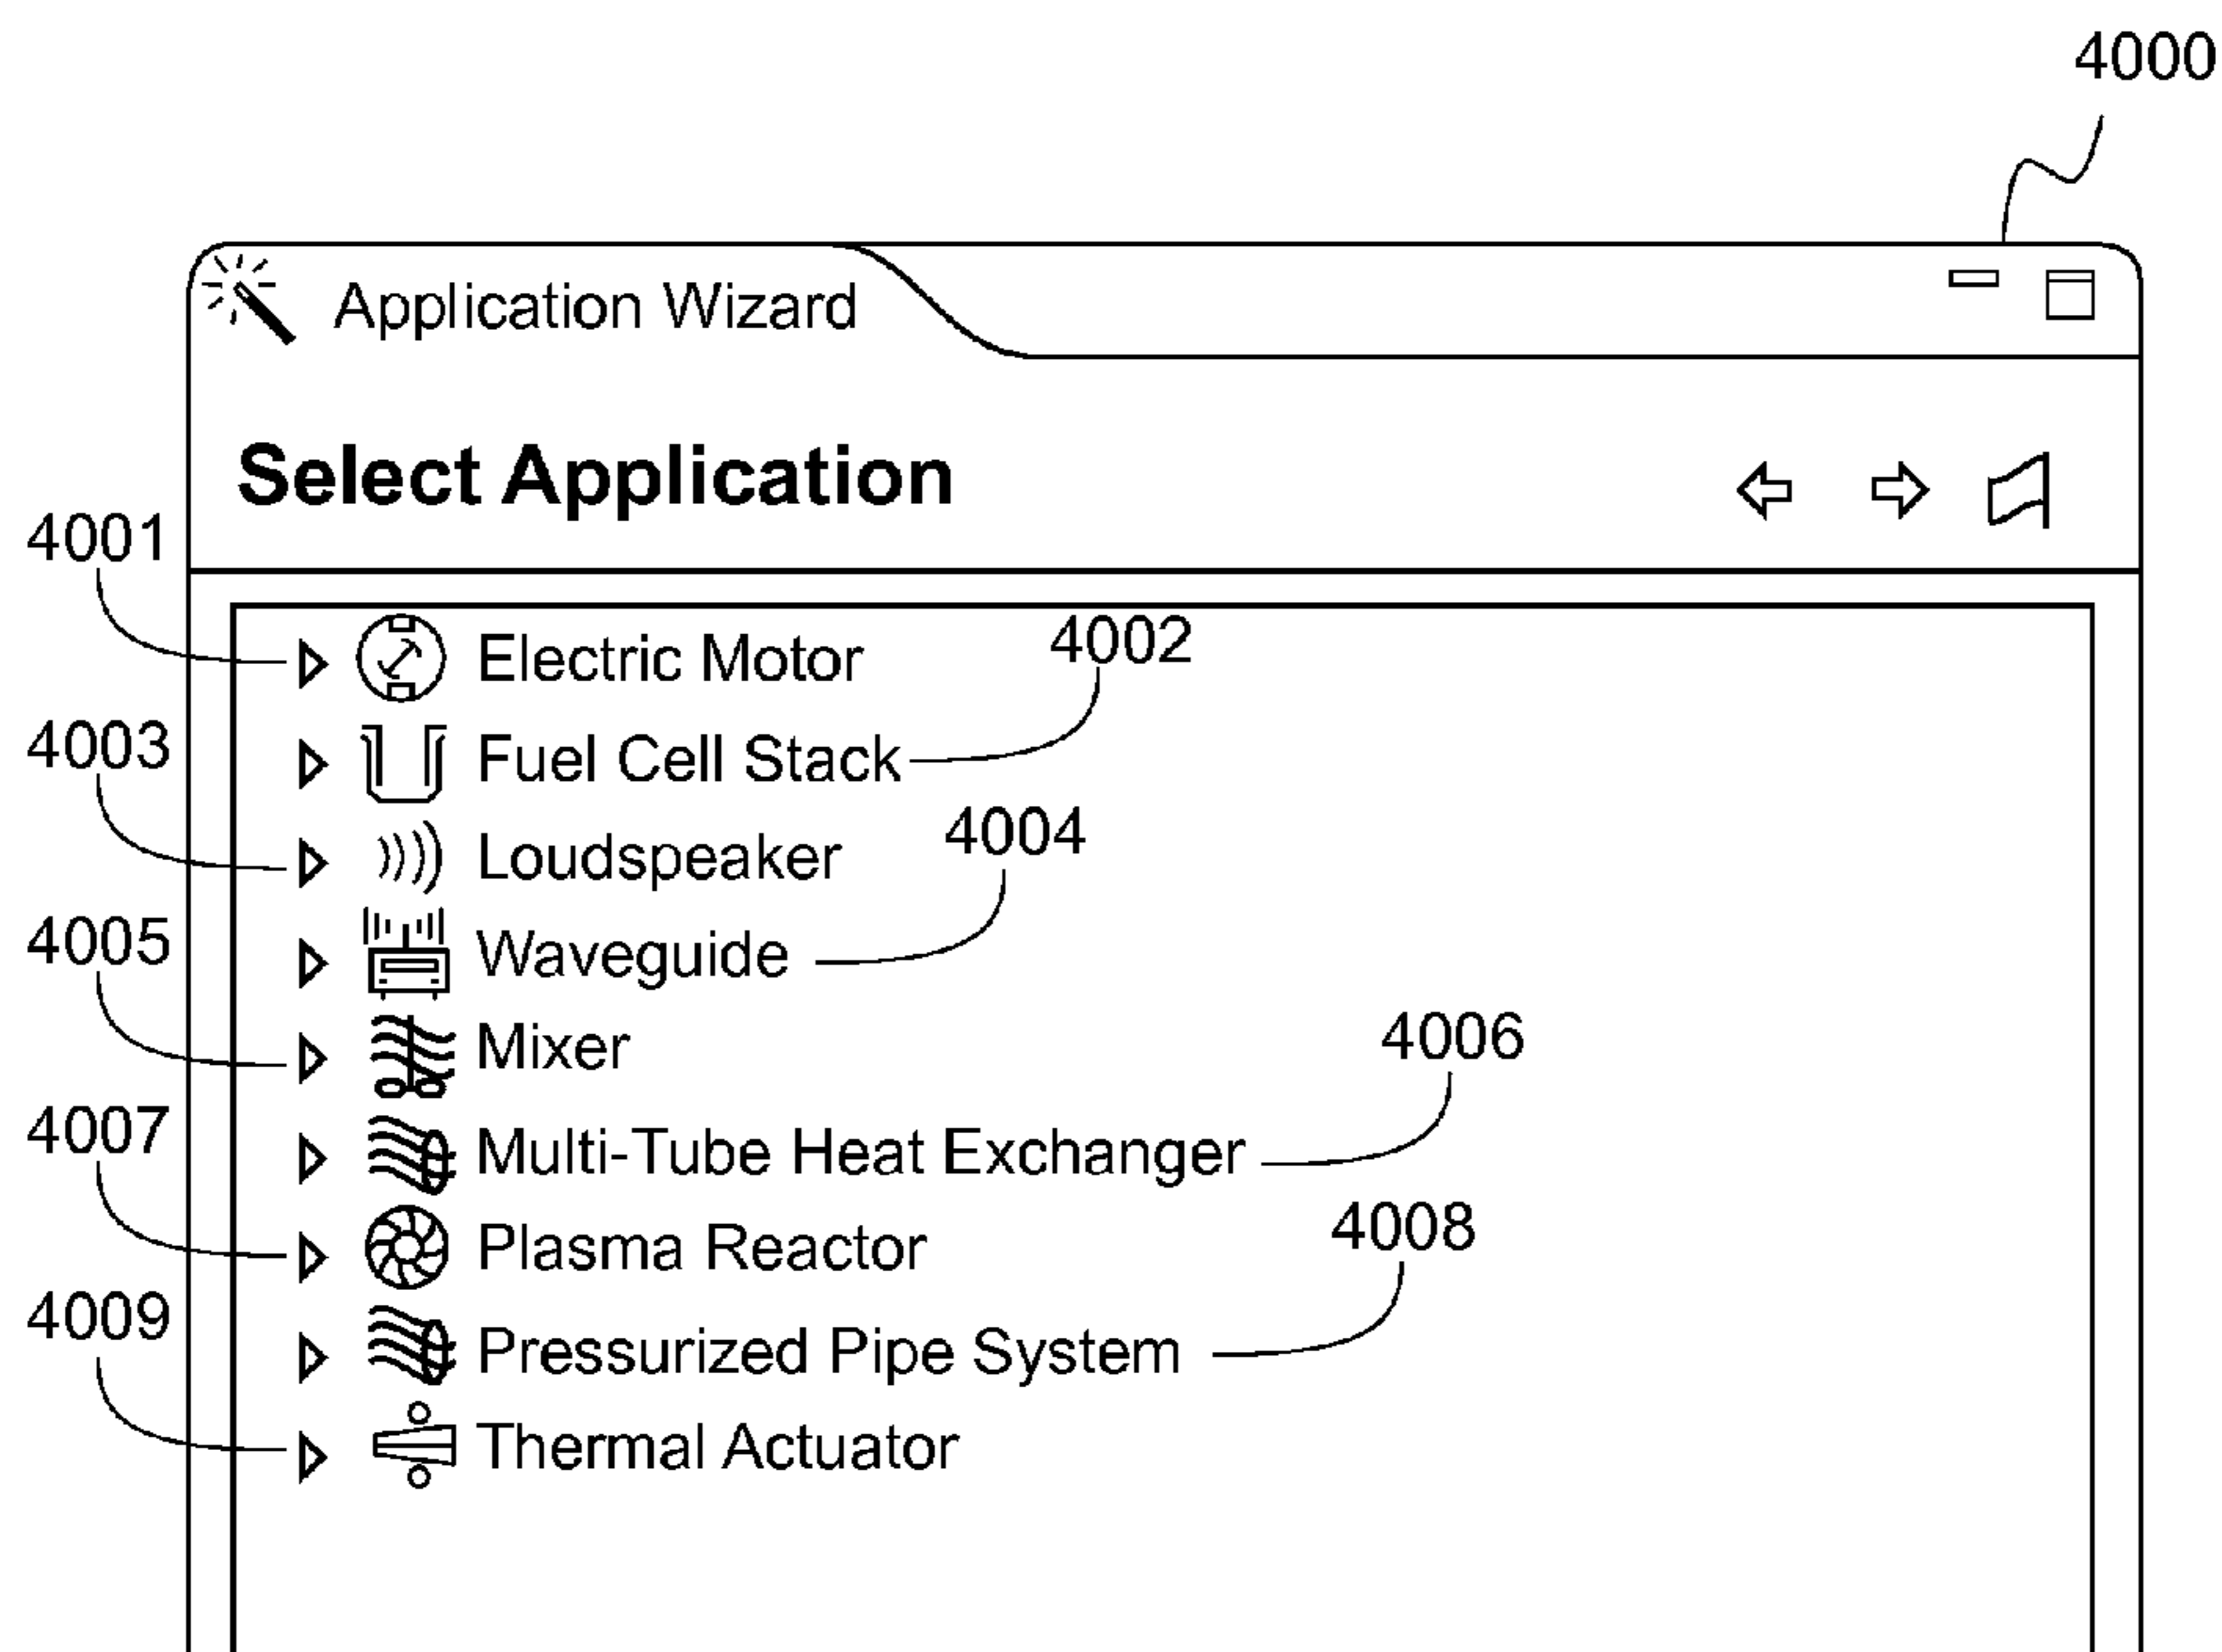 4000
Application Wizard
Select Application
4001
Electric Motor
4002
4003
Fuel Cell Stack
4004
Loudspeaker
4005
Waveguide
4006
Mixer
4007
Multi-Tube Heat Exchanger
4008
Plasma Reactor
4009
Pressurized Pipe System
Thermal Actuator